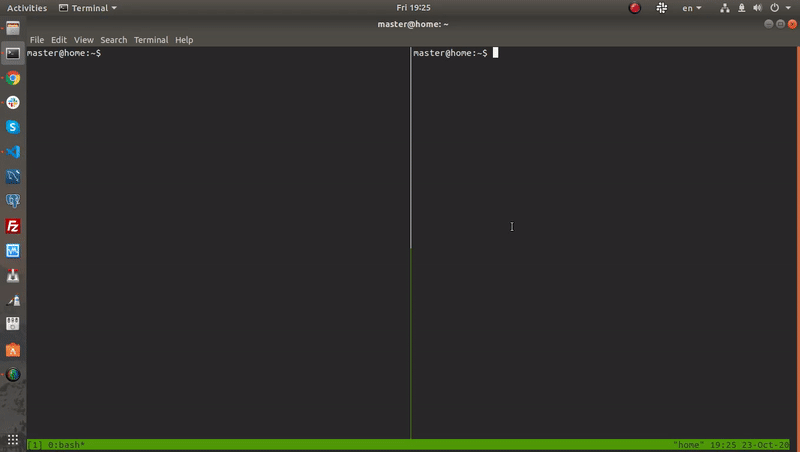 Activities Terminal Fri 19:25 en
master@home: ~
File Edit View Search Terminal Help
master@home:~$ master@home:~$
Fz
[1] 0:bash* "home" 19:25 23-Oct-20